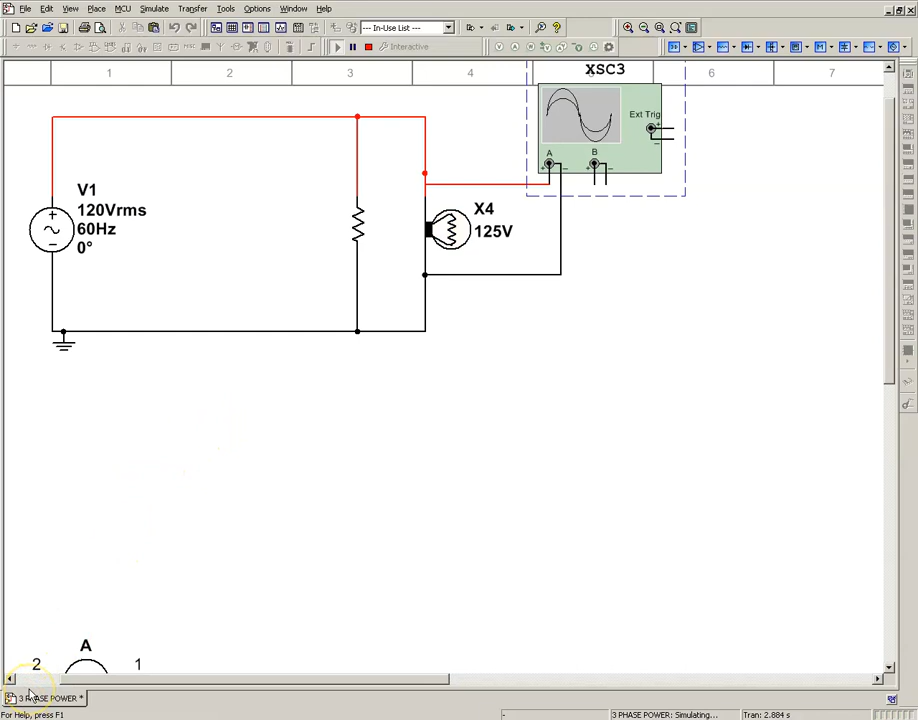 File Edit View Place MCU Simulate Transfer Tools Options Window Help
--- In-Use List ---
Interactive
1 2 3 4 5 6 7
XSC3
Ext Trig
A B
V1
120Vrms
60Hz
0°
X4
125V
A
2 1
3 PHASE POWER *
For Help, press F1 - 3 PHASE POWER: Simulating... Tran: 2.884 s